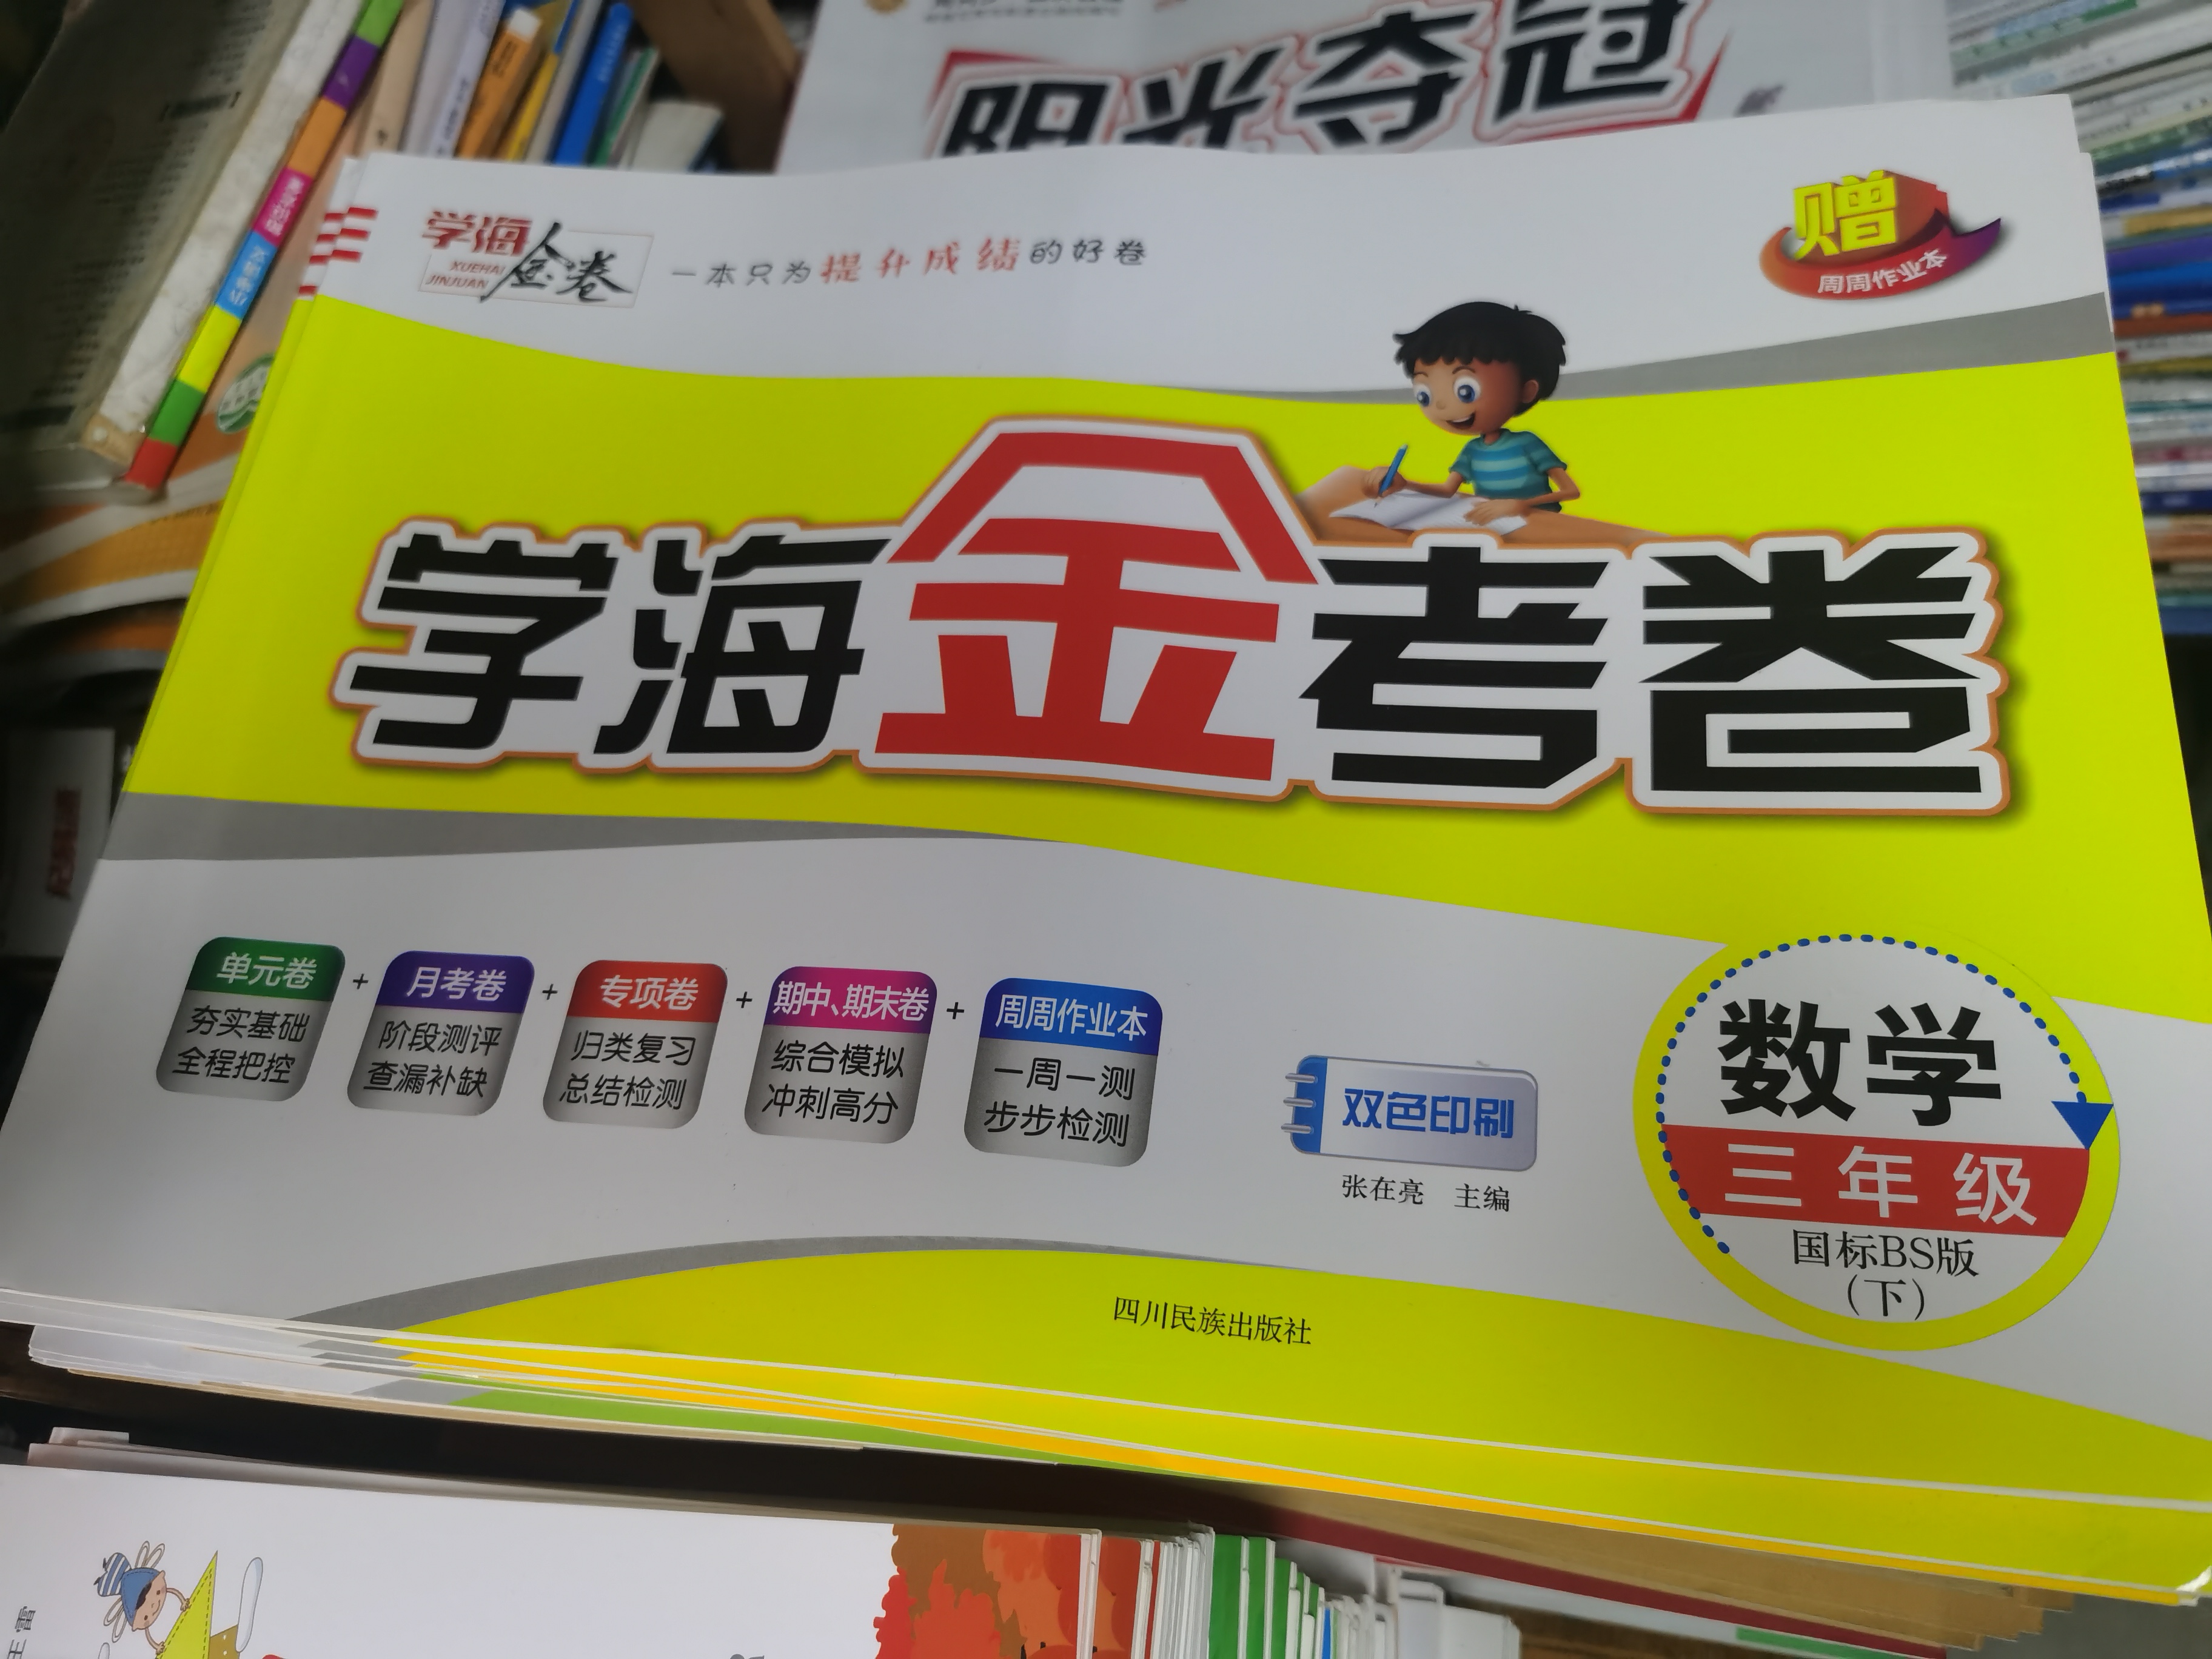 阳光夺冠
学海金卷
XUEHAI
JINJUAN
一本只为提升成绩的好卷
赠
周周作业本
学海金考卷
单元卷
夯实基础
全程把控
+
月考卷
阶段测评
查漏补缺
+
专项卷
归类复习
总结检测
+
期中、期末卷
综合模拟
冲刺高分
+
周周作业本
一周一测
步步检测
双色印刷
张在亮 主编
数学
三年级
国标BS版
（下）
四川民族出版社